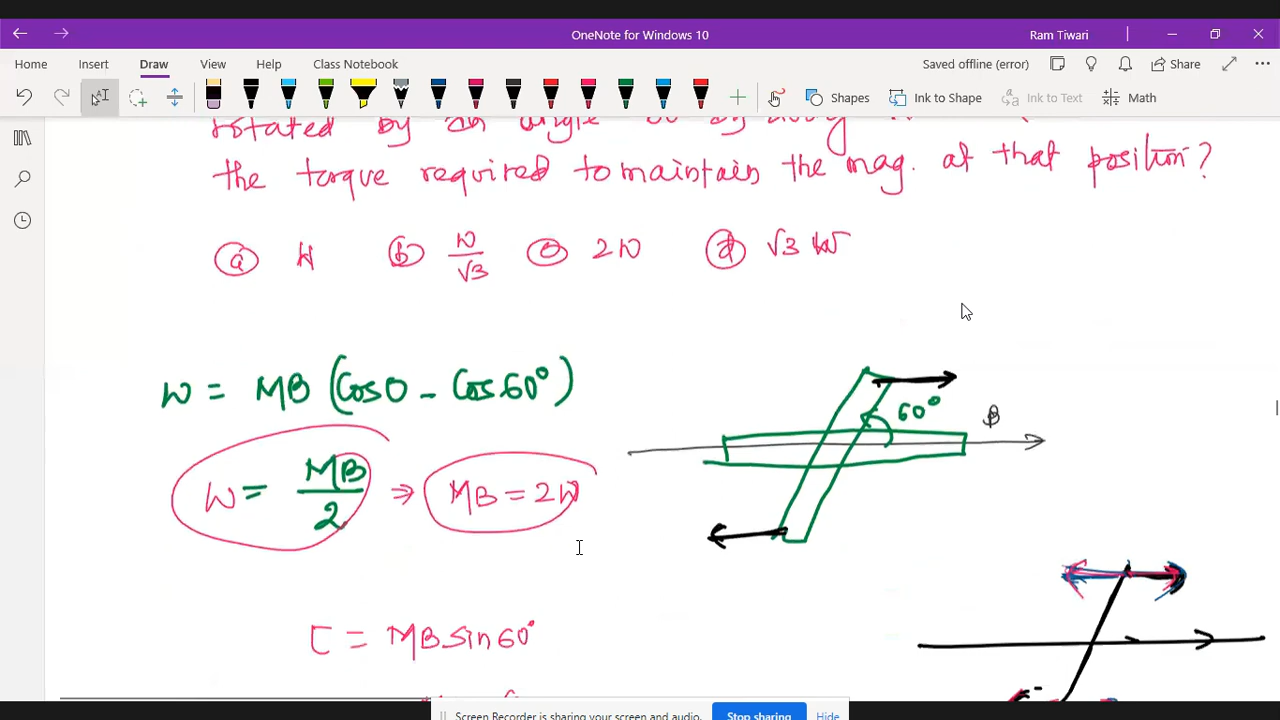 OneNote for Windows 10
Ram Tiwari
Home Insert Draw View Help Class Notebook
Saved offline (error) Share
Shapes Ink to Shape Ink to Text Math
rotated by an angle
the torque required to maintain the mag. at that position?
(a) W (b) W/√3 (c) 2W (d) √3 W
W = MB (Cos0 - Cos60°)
60°
B
W = MB/2 ⇒ MB = 2W
τ = MB Sin60°
Screen Recorder is sharing your screen and audio. Stop sharing Hide